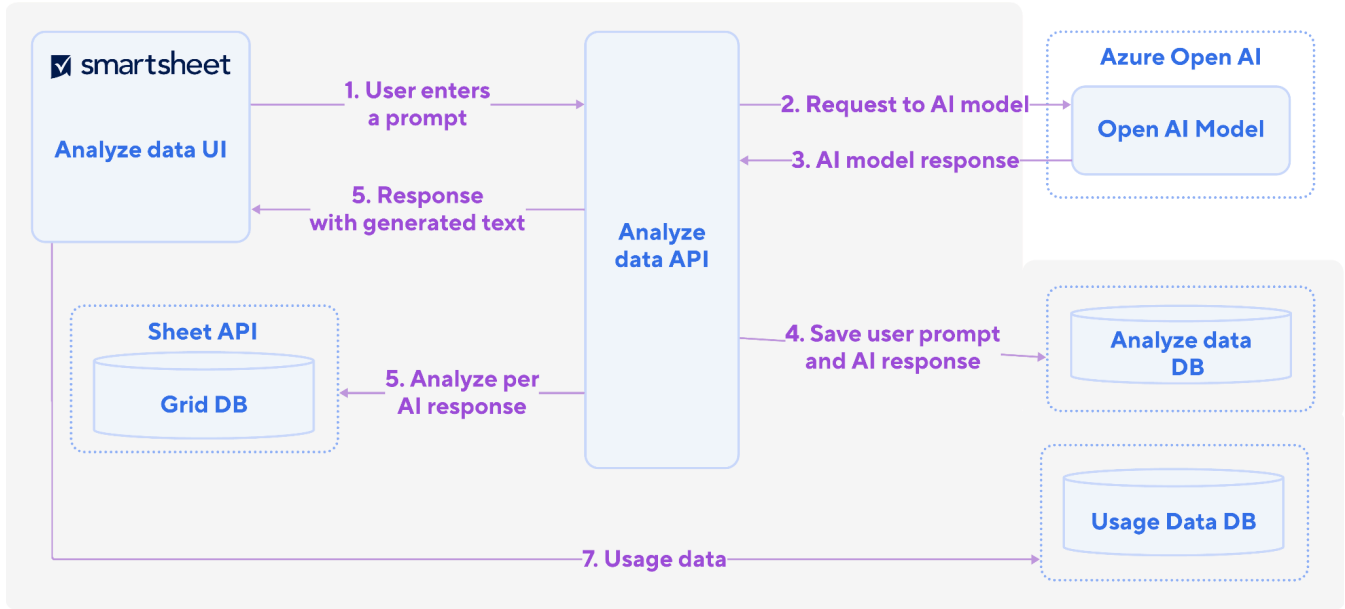 smartsheet
Analyze data UI
1. User enters
a prompt
2. Request to AI model
Azure Open AI
Open AI Model
3. AI model response
5. Response
with generated text
Analyze
data API
Sheet API
Grid DB
5. Analyze per
AI response
4. Save user prompt
and AI response
Analyze data
DB
Usage Data DB
7. Usage data